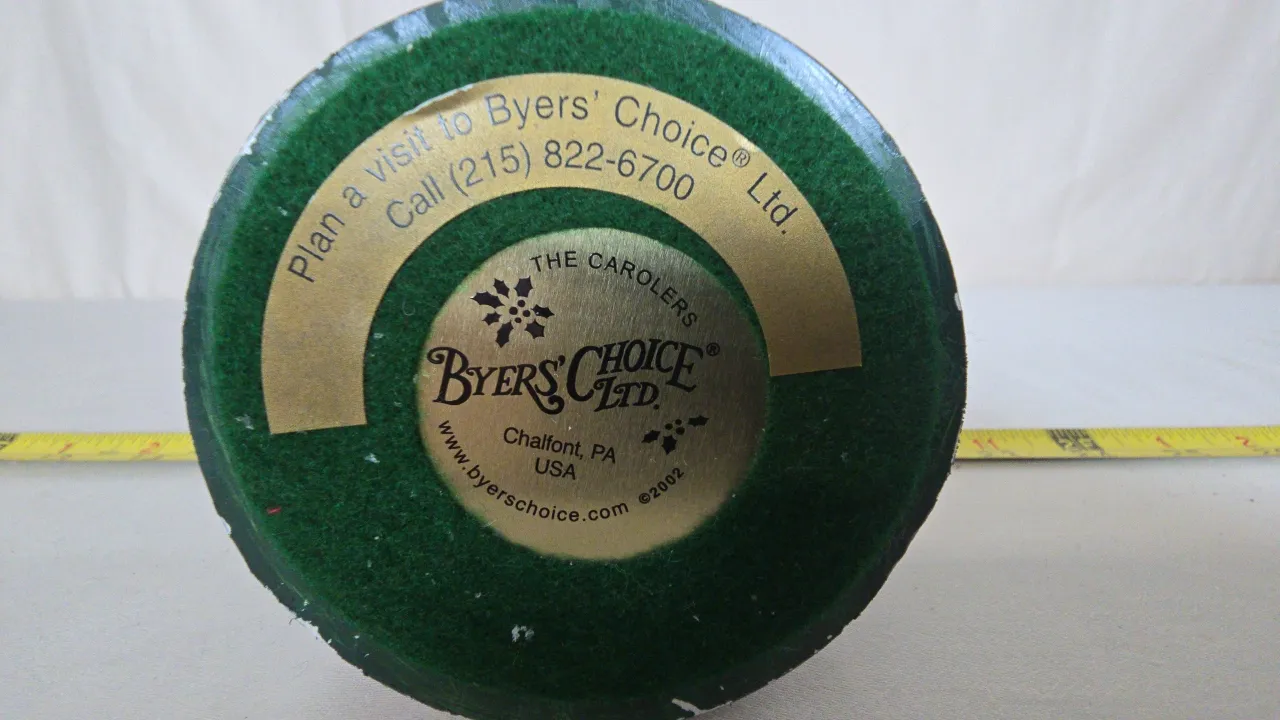 Plan a visit to Byers' Choice® Ltd.
Call (215) 822-6700
THE CAROLERS
BYERS' CHOICE®
LTD.
Chalfont, PA
USA
www.byerschoice.com ©2002